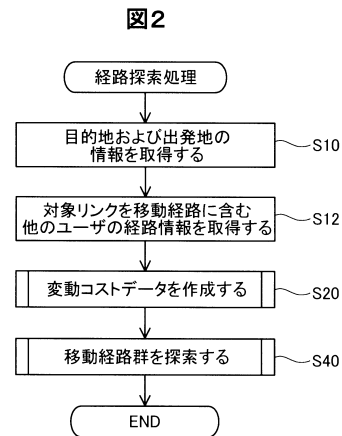 図2
経路探索処理
目的地および出発地の
情報を取得する
S10
対象リンクを移動経路に含む
他のユーザの経路情報を取得する
S12
変動コストデータを作成する
S20
移動経路群を探索する
S40
END